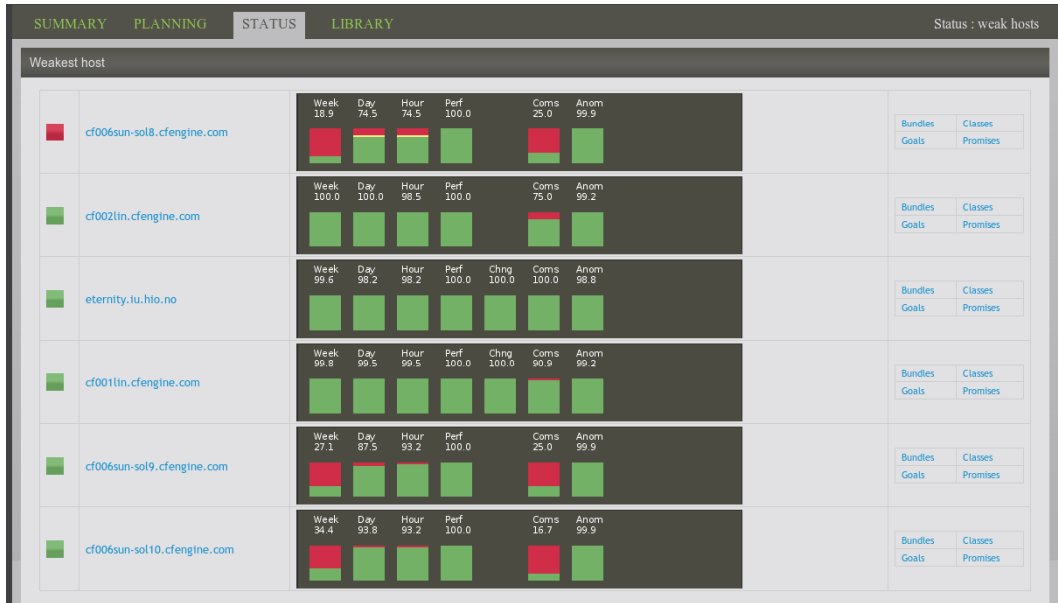 SUMMARY PLANNING STATUS LIBRARY Status : weak hosts
Weakest host
Week Day Hour Perf Coms Anom
18.9 74.5 74.5 100.0 25.0 99.9
cf006sun-sol8.cfengine.com
Bundles Classes
Goals Promises
Week Day Hour Perf Coms Anom
100.0 100.0 98.5 100.0 75.0 99.2
cf002lin.cfengine.com
Bundles Classes
Goals Promises
Week Day Hour Perf Chng Coms Anom
99.6 98.2 98.2 100.0 100.0 100.0 98.8
eternity.iu.hio.no
Bundles Classes
Goals Promises
Week Day Hour Perf Chng Coms Anom
99.8 99.5 99.5 100.0 100.0 90.9 99.2
cf001lin.cfengine.com
Bundles Classes
Goals Promises
Week Day Hour Perf Coms Anom
27.1 87.5 93.2 100.0 25.0 99.9
cf006sun-sol9.cfengine.com
Bundles Classes
Goals Promises
Week Day Hour Perf Coms Anom
34.4 93.8 93.2 100.0 16.7 99.9
cf006sun-sol10.cfengine.com
Bundles Classes
Goals Promises